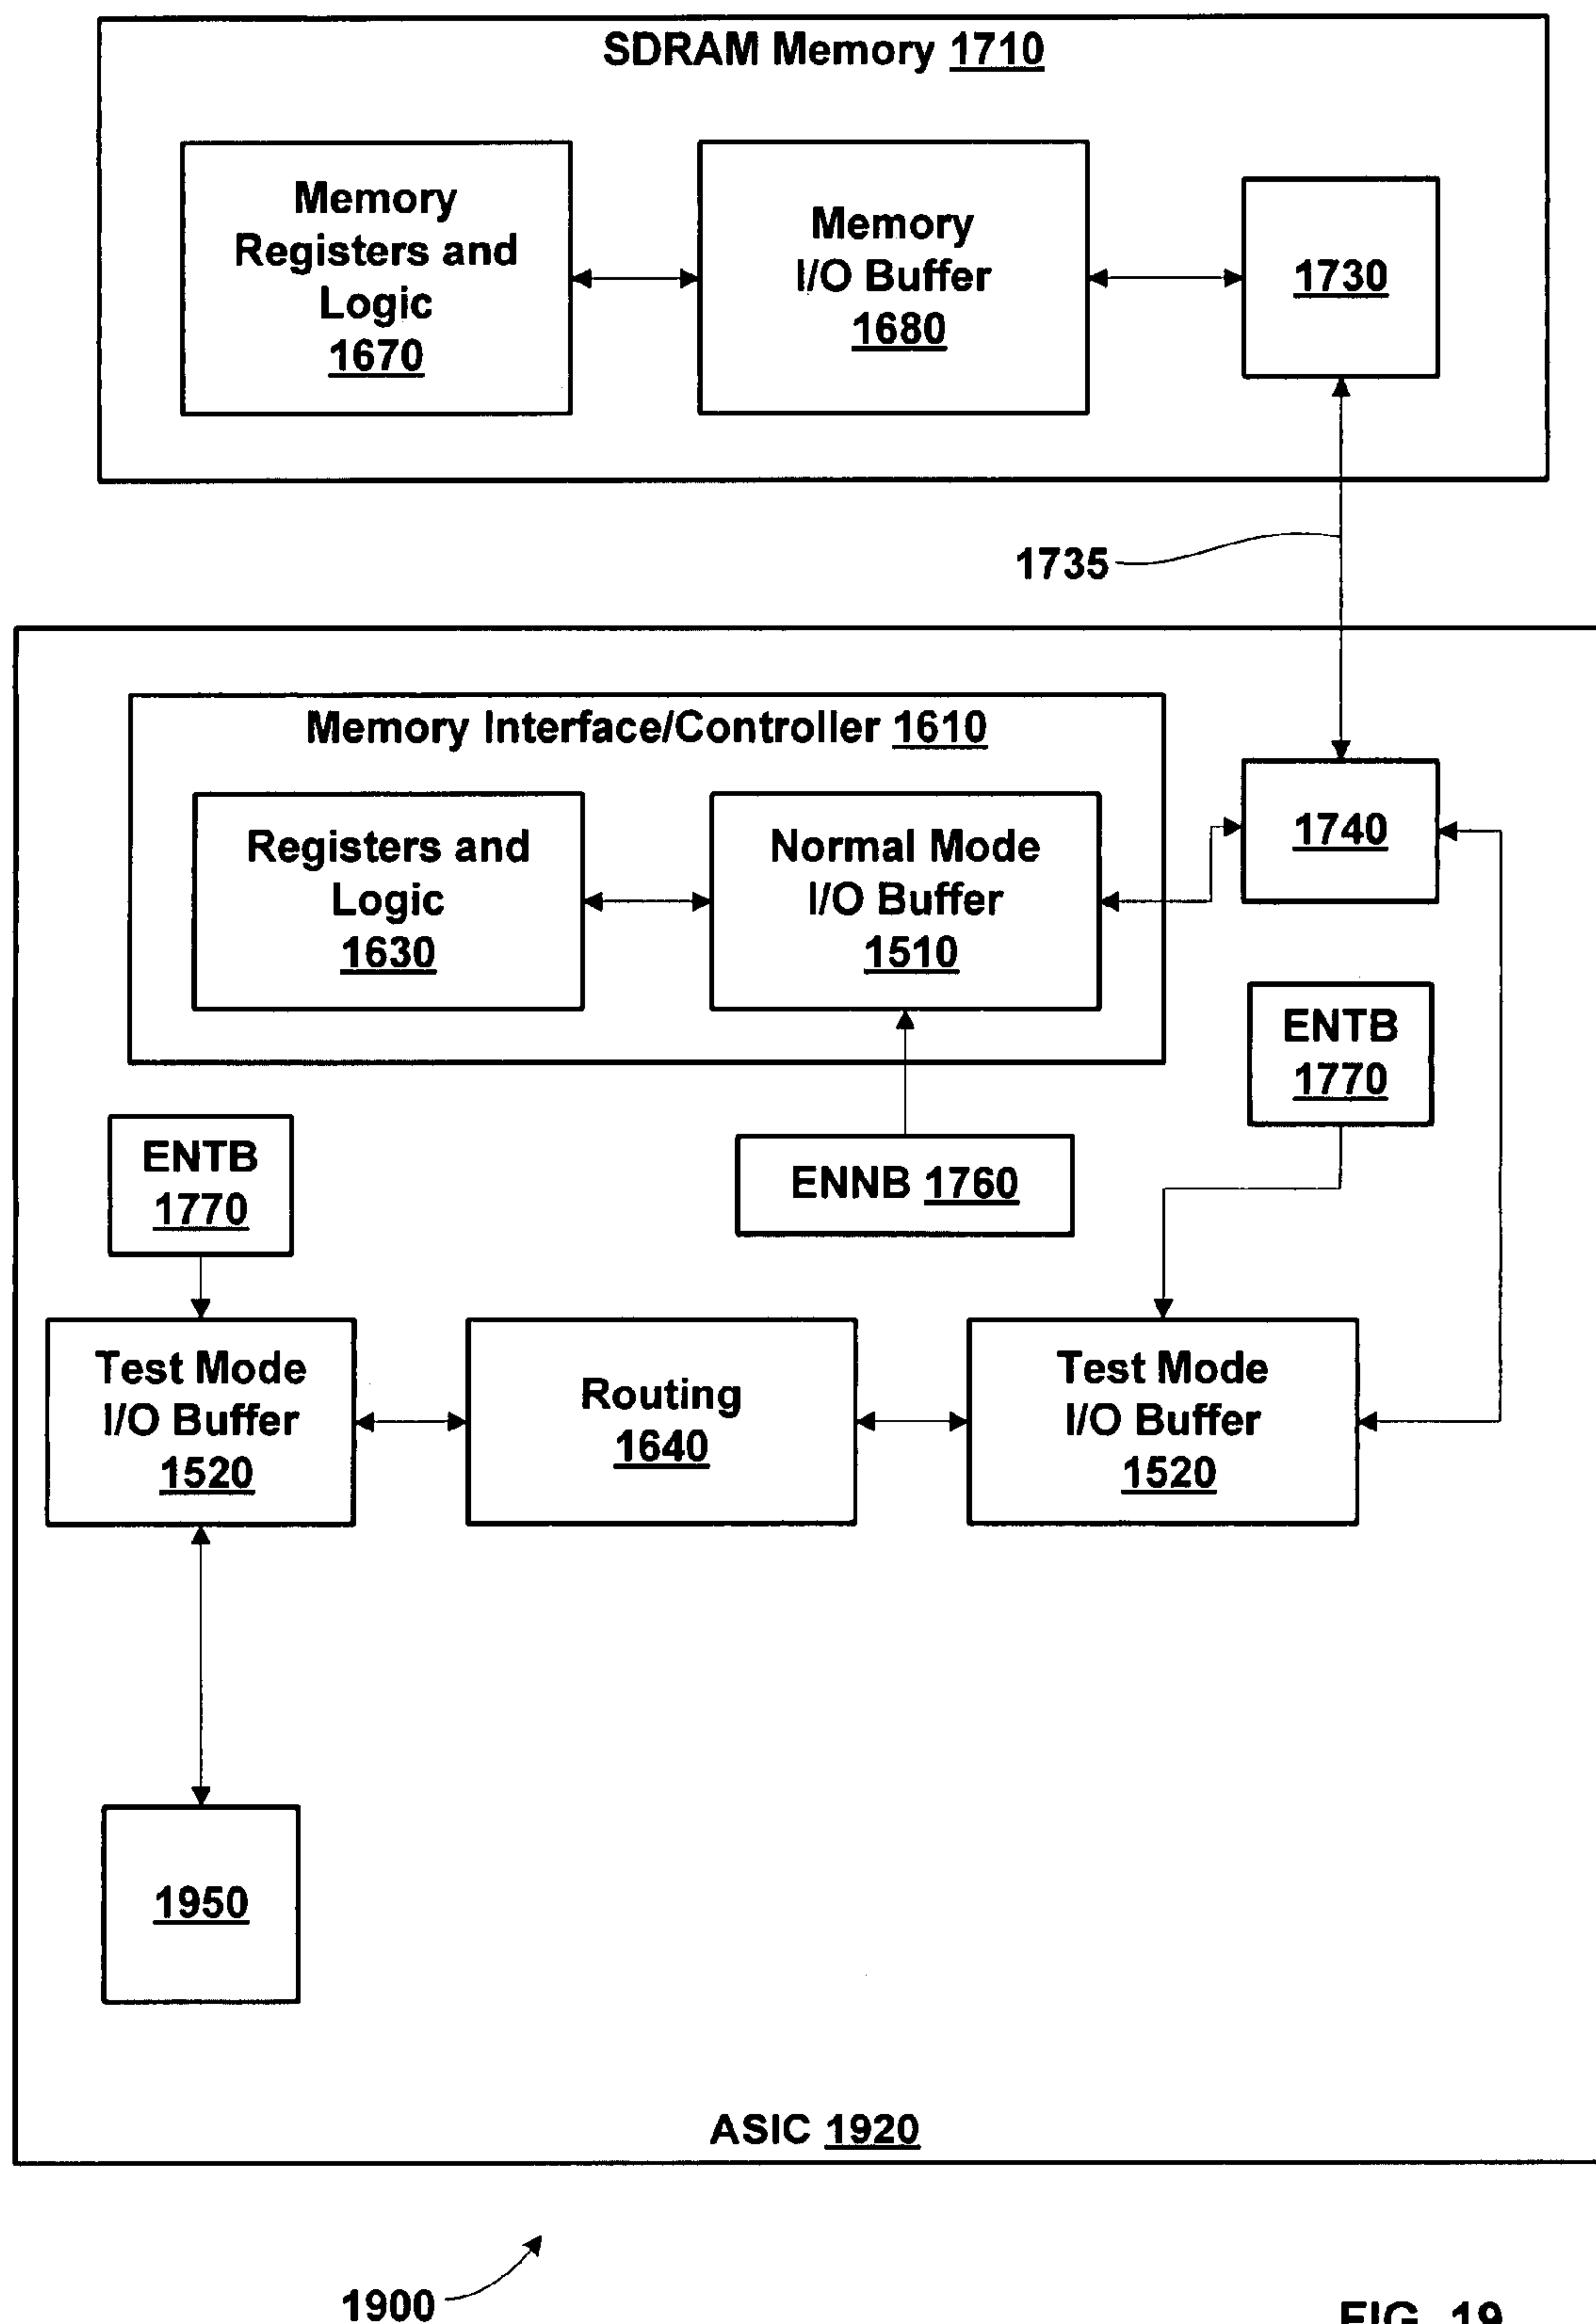 SDRAM Memory 1710
Memory
Registers and
Logic
1670
Memory
I/O Buffer
1680
1730
1735
Memory Interface/Controller 1610
Registers and
Logic
1630
Normal Mode
I/O Buffer
1510
1740
ENTB
1770
ENTB
1770
ENNB 1760
Test Mode
I/O Buffer
1520
Routing
1640
Test Mode
I/O Buffer
1520
1950
ASIC 1920
1900
FIG. 19